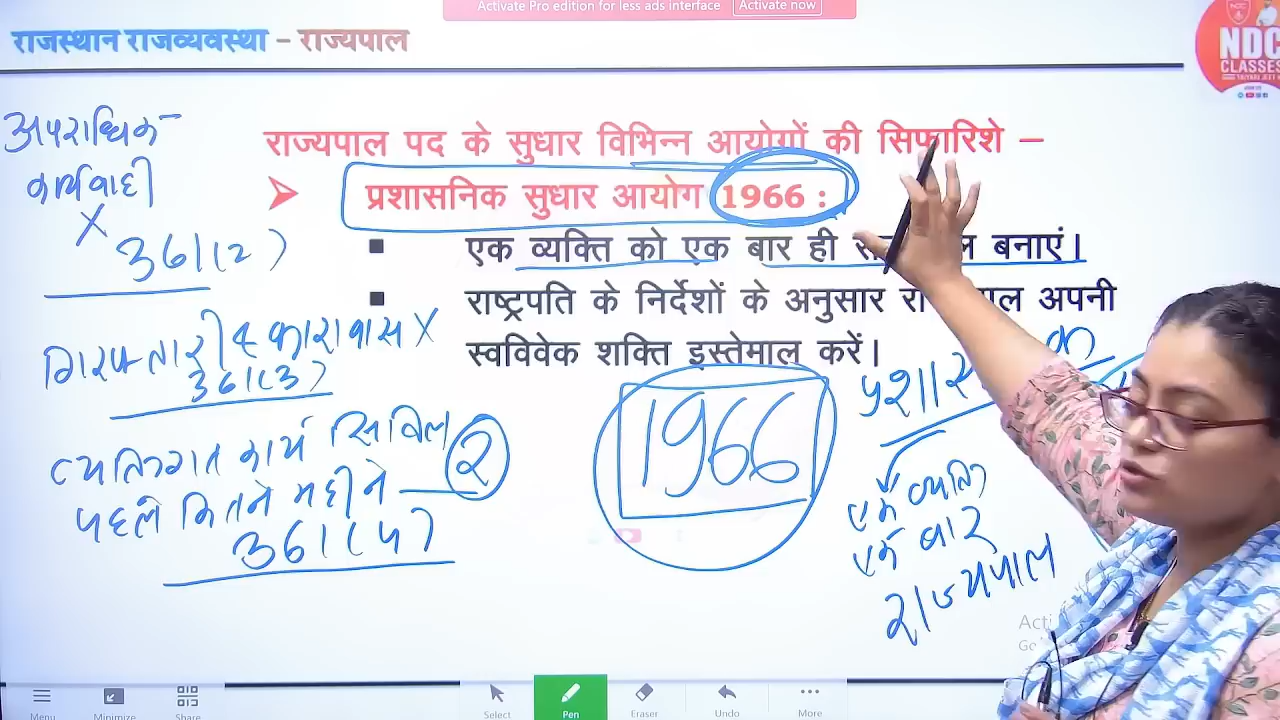 Activate Pro edition for less ads interface
Activate now
राजस्थान राजव्यवस्था – राज्यपाल
NDC
CLASSES
राज्यपाल पद के सुधार विभिन्न आयोगों की सिफारिशे –
प्रशासनिक सुधार आयोग 1966 :
एक व्यक्ति को एक बार ही बनाएं।
राष्ट्रपति के निर्देशों के अनुसार अपनी
स्वविवेक शक्ति इस्तेमाल करें।
अपराधिक
कार्यवाही
X
361(2)
गिरफ्तारी व कारावास X
361(3)
व्यक्तिगत कार्य सिविल
पहले कितने महीने — 2
361(4)
1966
एक व्यक्ति
एक बार
राज्यपाल
Menu
Minimize
Share
Select
Pen
Eraser
Undo
More